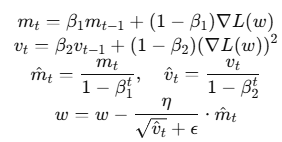 $m_t = \beta_1 m_{t-1} + (1 - \beta_1)\nabla L(w)$
$v_t = \beta_2 v_{t-1} + (1 - \beta_2)(\nabla L(w))^2$
$\hat{m}_t = \frac{m_t}{1 - \beta_1^t}, \quad \hat{v}_t = \frac{v_t}{1 - \beta_2^t}$
$w = w - \frac{\eta}{\sqrt{\hat{v}_t} + \epsilon} \cdot \hat{m}_t$